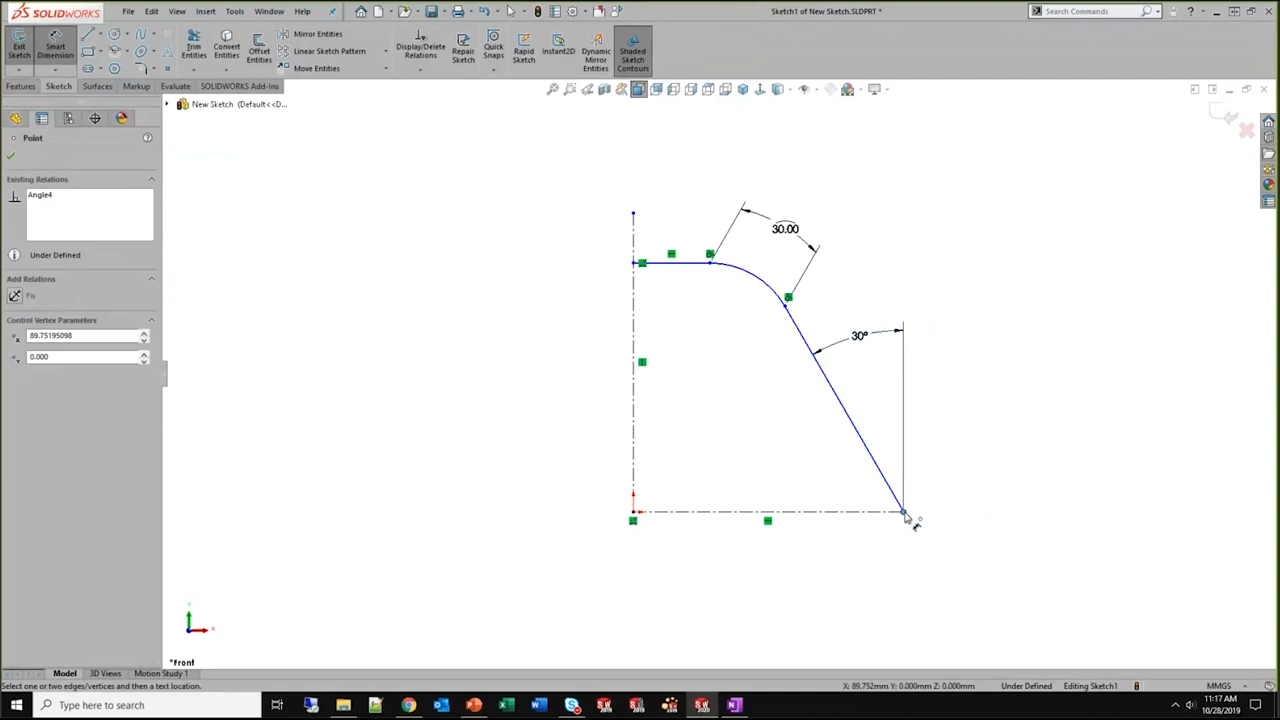 SOLIDWORKS File Edit View Insert Tools Window Help Sketch1 of New Sketch.SLDPRT * Search Commands
Exit Sketch Smart Dimension Trim Entities Convert Entities Offset Entities Mirror Entities Linear Sketch Pattern Move Entities Display/Delete Relations Repair Sketch Quick Snaps Rapid Sketch Instant2D Dynamic Mirror Entities Shaded Sketch Contours
Features Sketch Surfaces Markup Evaluate SOLIDWORKS Add-Ins
New Sketch (Default<<D...
Point
Existing Relations
Angle4
Under Defined
Add Relations
Fix
Control Vertex Parameters
89.75195098
0.000
30.00
30°
*Front
Model 3D Views Motion Study 1
Select one or two edges/vertices and then a text location. X: 89.752mm Y: 0.000mm Z: 0.000mm Under Defined Editing Sketch1 MMGS
Type here to search
11:17 AM
10/28/2019